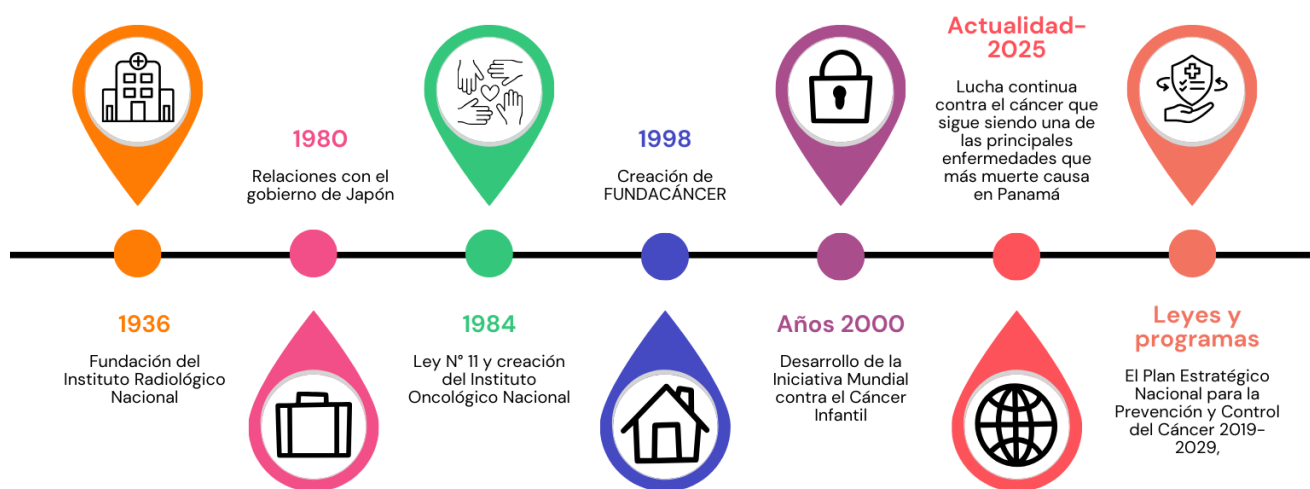 1936
Fundación del
Instituto Radiológico
Nacional
1980
Relaciones con el
gobierno de Japón
1984
Ley N° 11 y creación
del Instituto
Oncológico Nacional
1998
Creación de
FUNDACÁNCER
Años 2000
Desarrollo de la
Iniciativa Mundial
contra el Cáncer
Infantil
Actualidad-
2025
Lucha continua
contra el cáncer que
sigue siendo una de
las principales
enfermedades que
más muerte causa
en Panamá
Leyes y
programas
El Plan Estratégico
Nacional para la
Prevención y Control
del Cáncer 2019-
2029,